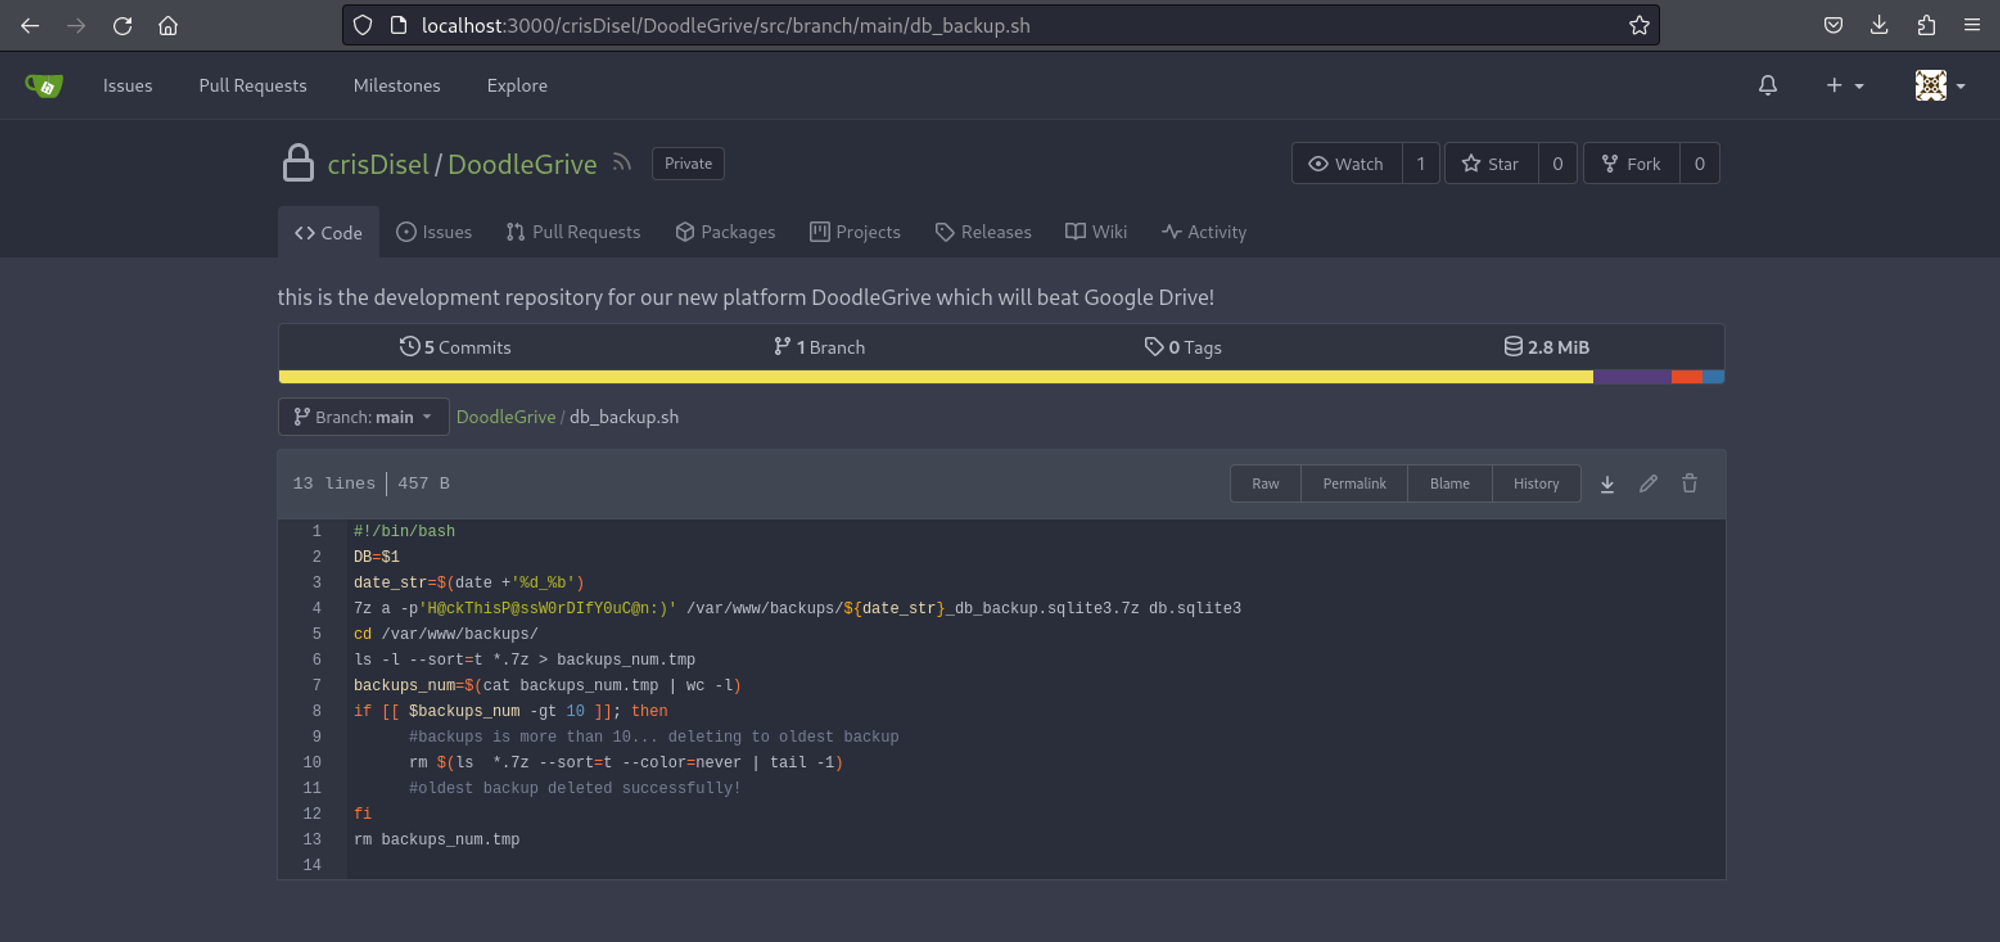 localhost:3000/crisDisel/DoodleGrive/src/branch/main/db_backup.sh
Issues Pull Requests Milestones Explore
crisDisel / DoodleGrive Private Watch 1 Star 0 Fork 0
Code Issues Pull Requests Packages Projects Releases Wiki Activity
this is the development repository for our new platform DoodleGrive which will beat Google Drive!
5 Commits 1 Branch 0 Tags 2.8 MiB
Branch: main DoodleGrive / db_backup.sh
13 lines 457 B Raw Permalink Blame History
1 #!/bin/bash
2 DB=$1
3 date_str=$(date +'%d_%b')
4 7z a -p'H@ckThisP@ssW0rDIfY0uC@n:)' /var/www/backups/${date_str}_db_backup.sqlite3.7z db.sqlite3
5 cd /var/www/backups/
6 ls -l --sort=t *.7z > backups_num.tmp
7 backups_num=$(cat backups_num.tmp | wc -l)
8 if [[ $backups_num -gt 10 ]]; then
9 #backups is more than 10... deleting to oldest backup
10 rm $(ls  *.7z --sort=t --color=never | tail -1)
11 #oldest backup deleted successfully!
12 fi
13 rm backups_num.tmp
14